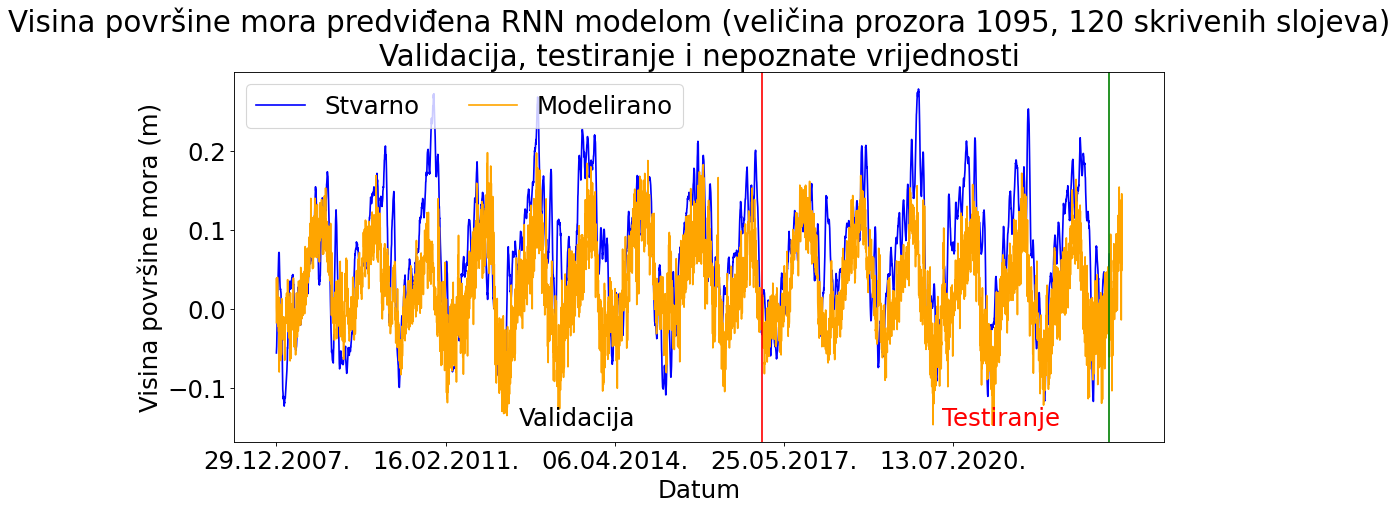 Visina površine mora predviđena RNN modelom (veličina prozora 1095, 120 skrivenih slojeva)
Validacija, testiranje i nepoznate vrijednosti
Stvarno
Modelirano
Visina površine mora (m)
0.2
0.1
0.0
−0.1
Validacija
Testiranje
29.12.2007.
16.02.2011.
06.04.2014.
25.05.2017.
13.07.2020.
Datum